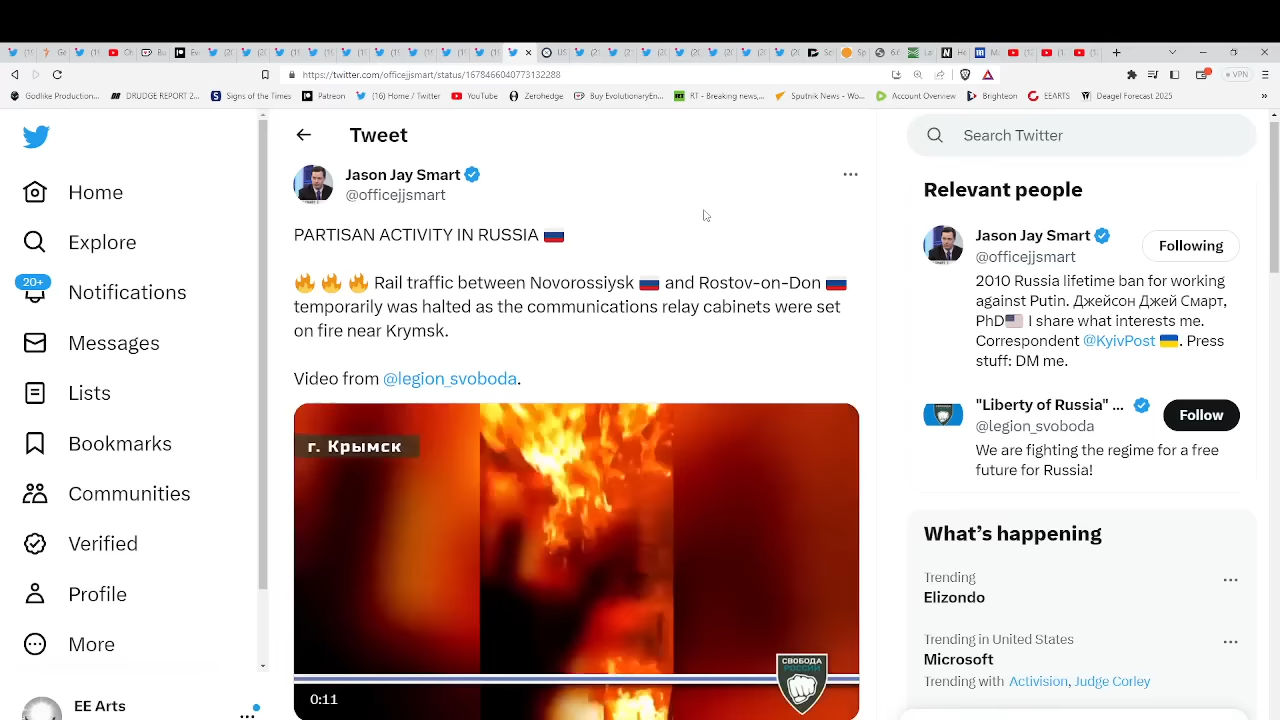 https://twitter.com/officejjsmart/status/1678466040773132288
VPN
Godlike Production...
DRUDGE REPORT 2...
Signs of the Times
Patreon
(16) Home / Twitter
YouTube
Zerohedge
Buy EvolutionaryEn...
RT - Breaking news,...
Sputnik News - Wo...
Account Overview
Brighteon
EEARTS
Deagel Forecast 2025
Home
Explore
20+
Notifications
Messages
Lists
Bookmarks
Communities
Verified
Profile
More
EE Arts
Tweet
Jason Jay Smart
@officejjsmart
PARTISAN ACTIVITY IN RUSSIA
Rail traffic between Novorossiysk and Rostov-on-Don
temporarily was halted as the communications relay cabinets were set
on fire near Krymsk.
Video from @legion_svoboda.
г. Крымск
СВОБОДА
РОССИИ
0:11
Search Twitter
Relevant people
Jason Jay Smart
@officejjsmart
Following
2010 Russia lifetime ban for working
against Putin. Джейсон Джей Смарт,
PhD I share what interests me.
Correspondent @KyivPost . Press
stuff: DM me.
"Liberty of Russia" ...
@legion_svoboda
Follow
We are fighting the regime for a free
future for Russia!
What's happening
Trending
Elizondo
Trending in United States
Microsoft
Trending with Activision, Judge Corley